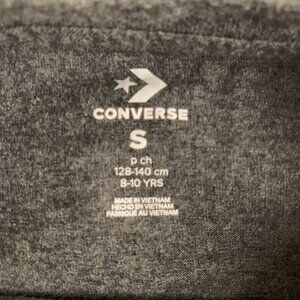 CONVERSE
S
p ch
128-140 cm
8-10 YRS
MADE IN VIETNAM
HECHO EN VIETNAM
FABRIQUÉ AU VIETNAM